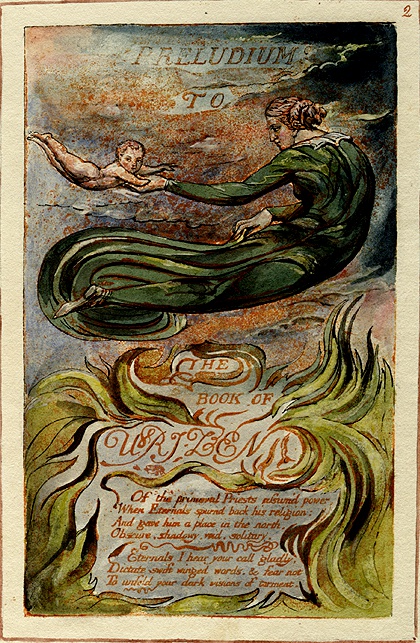 2
PRELUDIUM
TO
THE
BOOK OF
URIZEN
Of the primeval Priests assum'd power,
When Eternals spurn'd back his religion;
And gave him a place in the north,
Obscure, shadowy, void, solitary.
Eternals I hear your call gladly,
Dictate swift winged words, & fear not
To unfold your dark visions of torment.